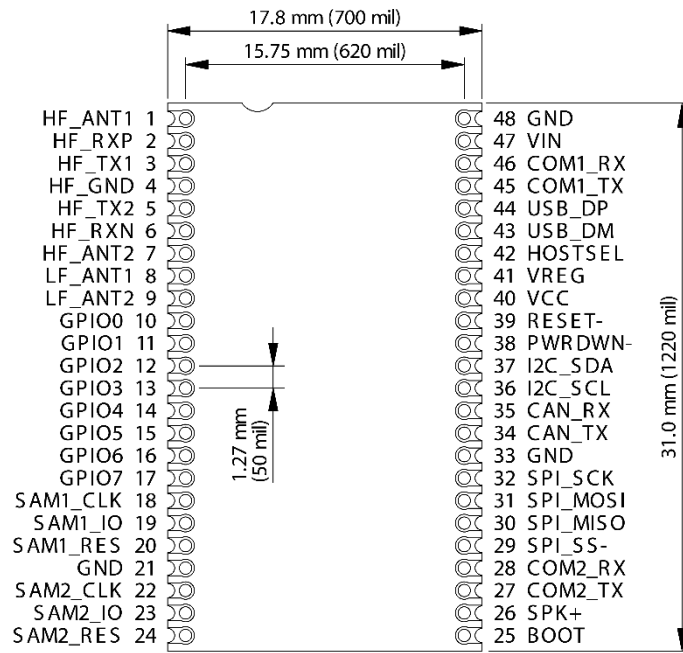 17.8 mm (700 mil)
15.75 mm (620 mil)
HF_ANT1 1
HF_RXP 2
HF_TX1 3
HF_GND 4
HF_TX2 5
HF_RXN 6
HF_ANT2 7
LF_ANT1 8
LF_ANT2 9
GPIO0 10
GPIO1 11
GPIO2 12
GPIO3 13
GPIO4 14
GPIO5 15
GPIO6 16
GPIO7 17
SAM1_CLK 18
SAM1_IO 19
SAM1_RES 20
GND 21
SAM2_CLK 22
SAM2_IO 23
SAM2_RES 24
1.27 mm
(50 mil)
48 GND
47 VIN
46 COM1_RX
45 COM1_TX
44 USB_DP
43 USB_DM
42 HOSTSEL
41 VREG
40 VCC
39 RESET-
38 PWRDWN-
37 I2C_SDA
36 I2C_SCL
35 CAN_RX
34 CAN_TX
33 GND
32 SPI_SCK
31 SPI_MOSI
30 SPI_MISO
29 SPI_SS-
28 COM2_RX
27 COM2_TX
26 SPK+
25 BOOT
31.0 mm (1220 mil)